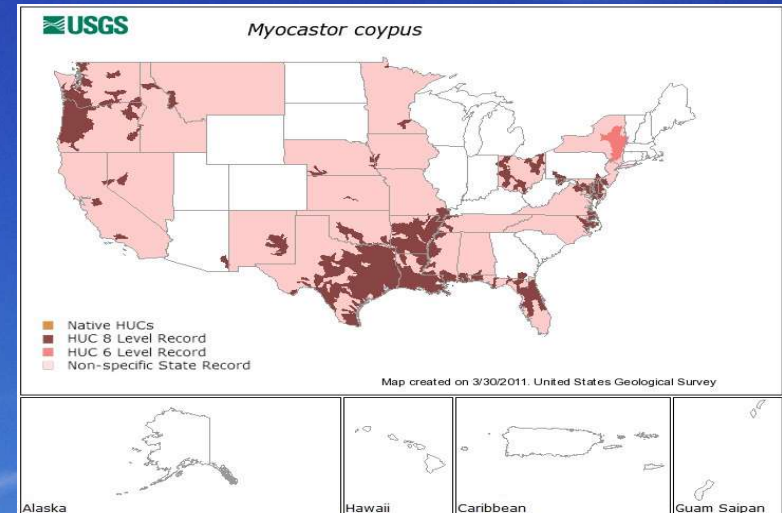 USGS
Myocastor coypus
Native HUCs
HUC 8 Level Record
HUC 6 Level Record
Non-specific State Record
Map created on 3/30/2011. United States Geological Survey
Alaska
Hawaii
Caribbean
Guam Saipan